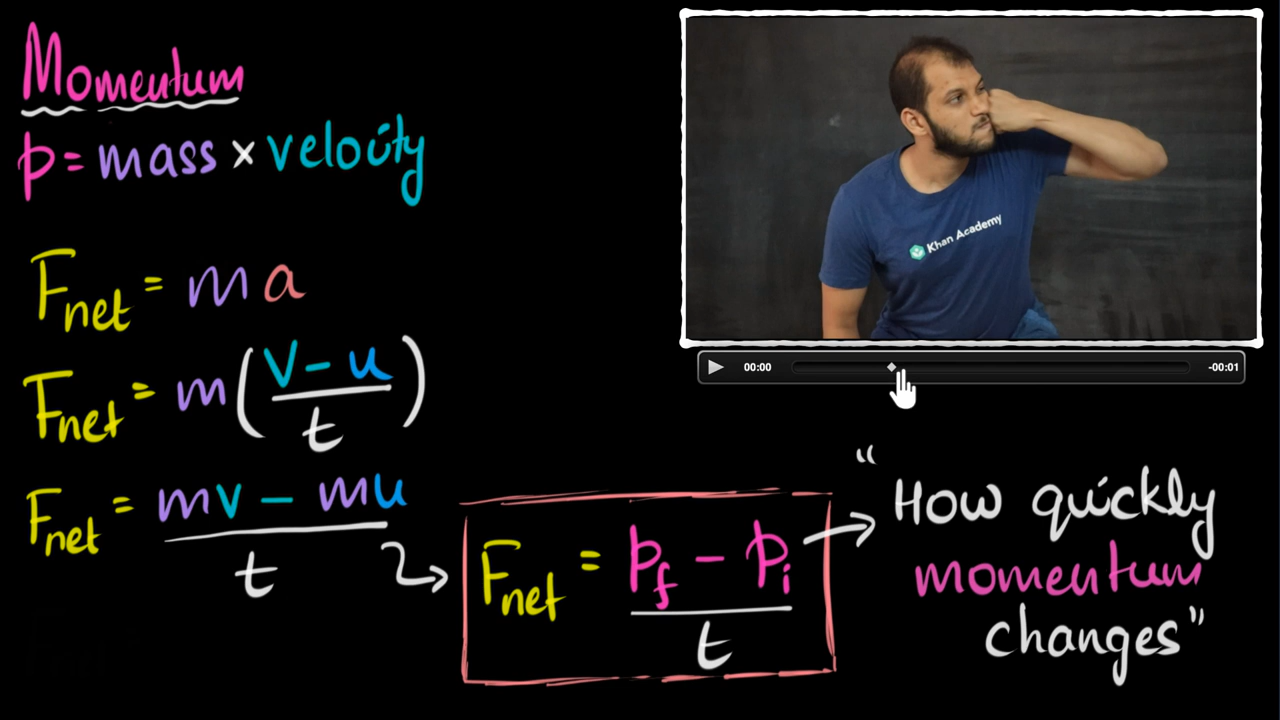 Momentum
p = mass × velocity
Fnet = ma
Fnet = m(v - u / t)
Fnet = mv - mu / t
Fnet = pf - pi / t
Khan Academy
00:00 -00:01
"How quickly
momentum
changes"